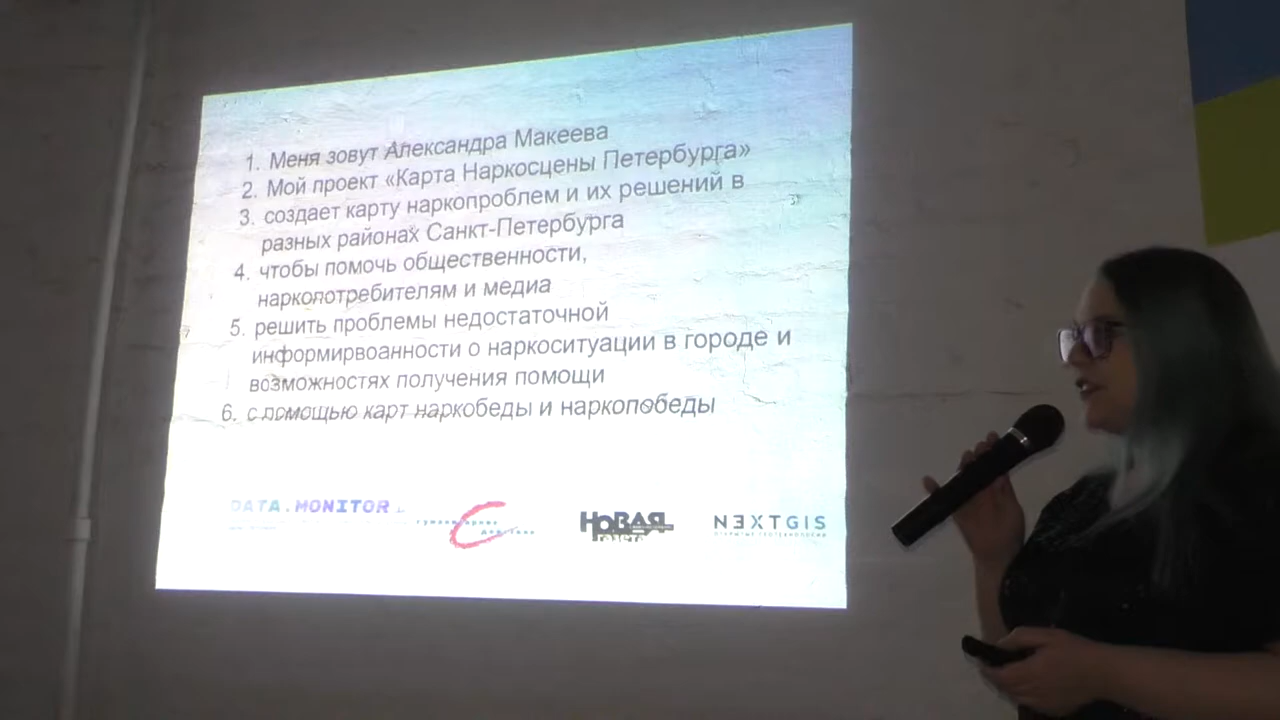 1. Меня зовут Александра Макеева
2. Мой проект «Карта Наркосцены Петербурга»
3. создает карту наркопроблем и их решений в
разных районах Санкт-Петербурга
4. чтобы помочь общественности,
наркопотребителям и медиа
5. решить проблемы недостаточной
информирвоанности о наркоситуации в городе и
возможностях получения помощи
6. с помощью карт наркобеды и наркопобеды
DATA.MONITOR
НОВАЯ
газета
NEXTGIS